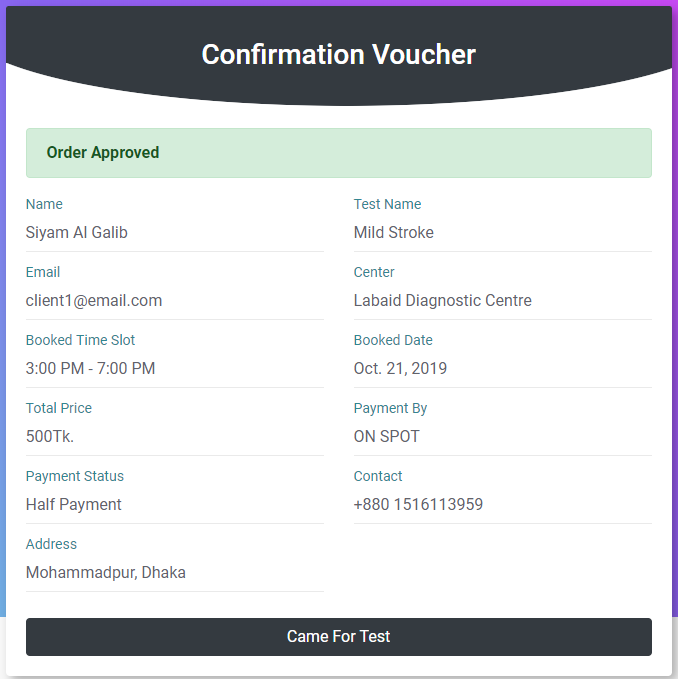 Confirmation Voucher
Order Approved
Name
Siyam Al Galib
Test Name
Mild Stroke
Email
client1@email.com
Center
Labaid Diagnostic Centre
Booked Time Slot
3:00 PM - 7:00 PM
Booked Date
Oct. 21, 2019
Total Price
500Tk.
Payment By
ON SPOT
Payment Status
Half Payment
Contact
+880 1516113959
Address
Mohammadpur, Dhaka
Came For Test